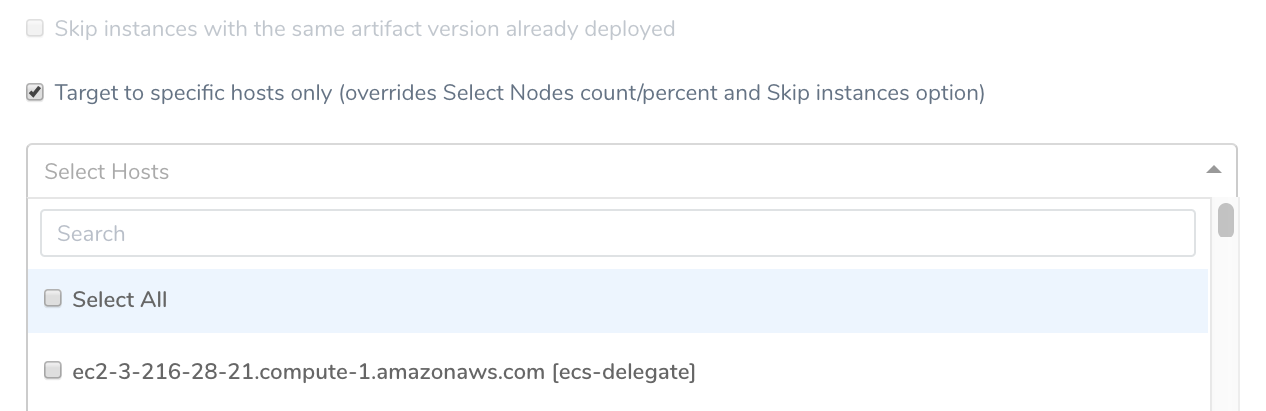 Skip instances with the same artifact version already deployed
Target to specific hosts only (overrides Select Nodes count/percent and Skip instances option)
Select Hosts
Search
Select All
ec2-3-216-28-21.compute-1.amazonaws.com [ecs-delegate]